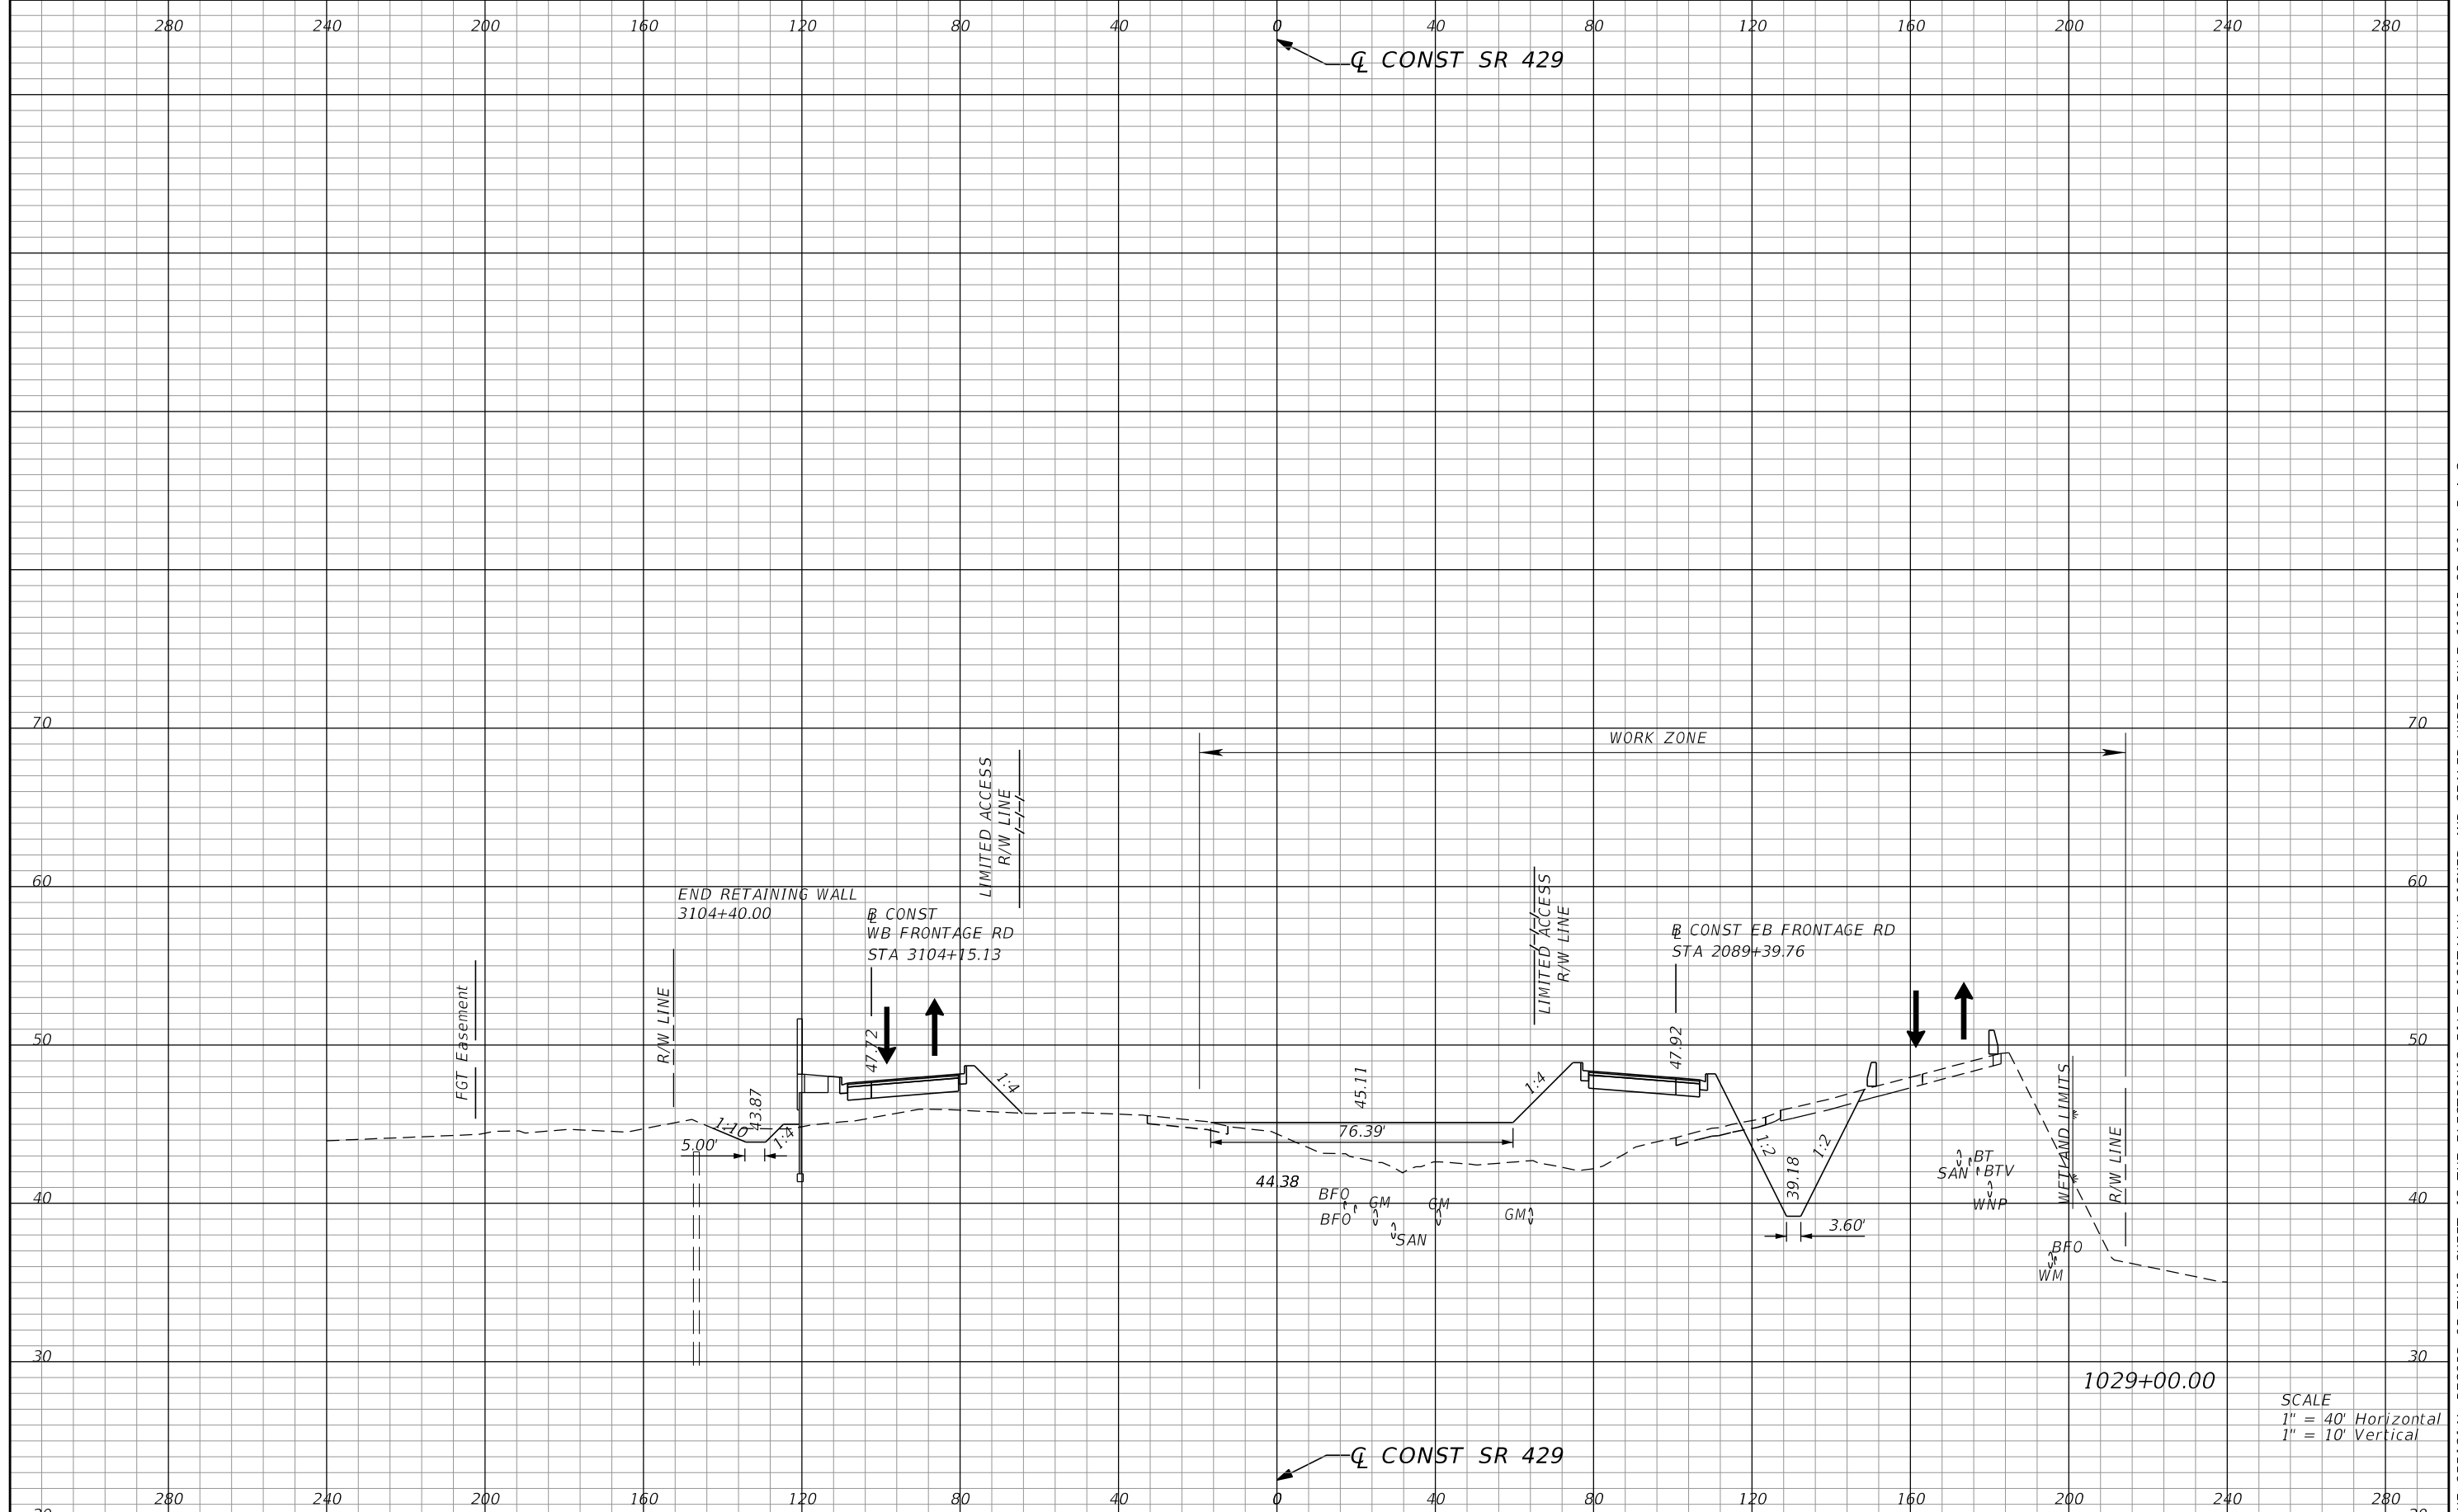 280 240 200 160 120 80 40 0 40 80 120 160 200 240 280
℄ CONST SR 429
70 70
WORK ZONE
LIMITED ACCESS
R/W LINE
60 60
END RETAINING WALL
3104+40.00
LIMITED ACCESS
R/W LINE
B CONST
WB FRONTAGE RD
STA 3104+15.13
B CONST EB FRONTAGE RD
STA 2089+39.76
FGT Easement
R/W LINE
50 50
47.72
47.92
1:4
1:4
45.11
43.87
1:10
1:4
5.00'
76.39'
1:2
1:2
39.18
WETLAND LIMITS
R/W LINE
BT
SAN
BTV
WNP
44.38
40 40
BFO
GM
GM
BFO
GM
SAN
3.60'
BFO
WM
30 30
1029+00.00
SCALE
1" = 40' Horizontal
1" = 10' Vertical
℄ CONST SR 429
280 240 200 160 120 80 40 0 40 80 120 160 200 240 280